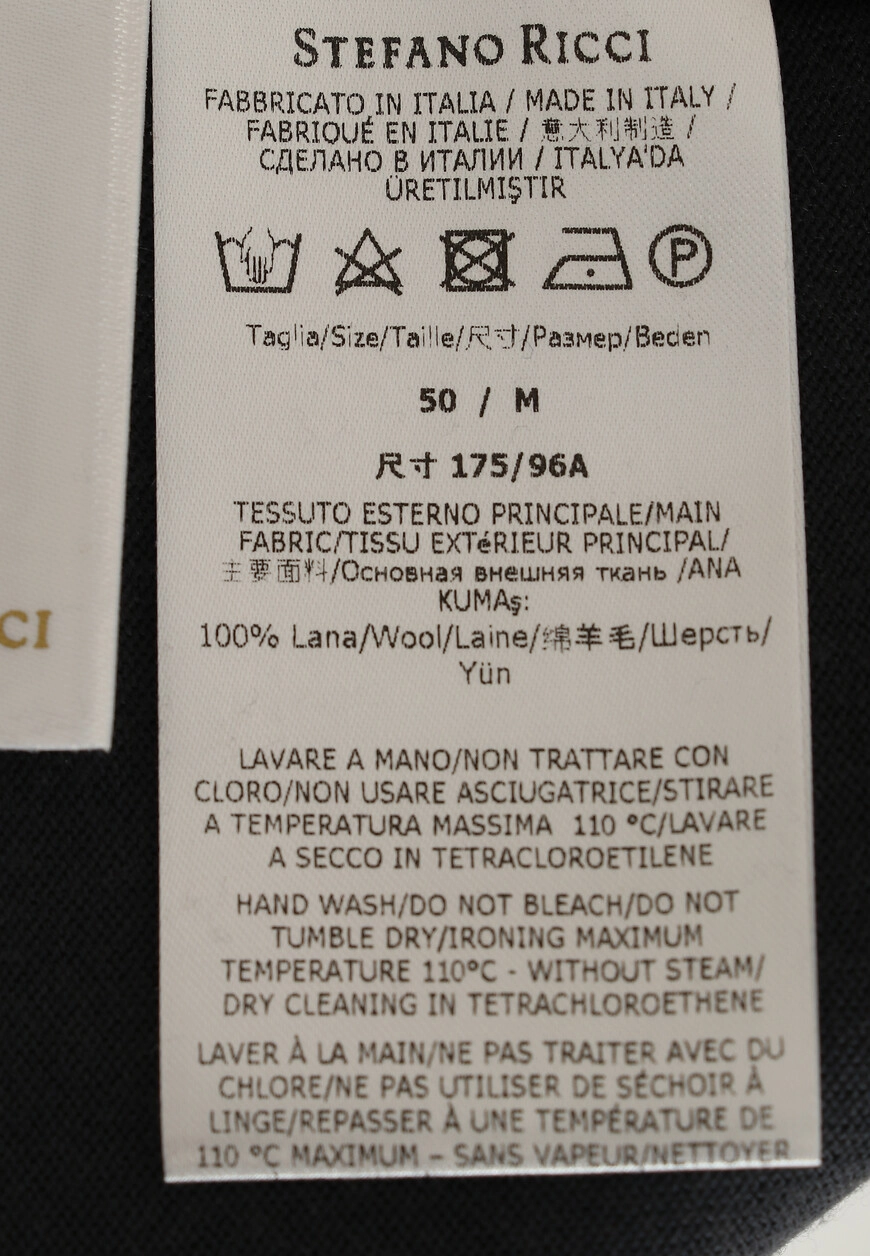 STEFANO RICCI
FABBRICATO IN ITALIA / MADE IN ITALY /
FABRIQUÉ EN ITALIE / 意大利制造 /
СДЕЛАНО В ИТАЛИИ / ITALYA'DA
ÜRETILMIŞTIR
P
Taglia/Size/Taille/尺寸/Размер/Beden
50 / M
尺寸 175/96A
TESSUTO ESTERNO PRINCIPALE/MAIN
FABRIC/TISSU EXTéRIEUR PRINCIPAL/
主要面料/Основная внешняя ткань /ANA
KUMAş:
CI
100% Lana/Wool/Laine/绵羊毛/Шерсть/
Yün
LAVARE A MANO/NON TRATTARE CON
CLORO/NON USARE ASCIUGATRICE/STIRARE
A TEMPERATURA MASSIMA 110 °C/LAVARE
A SECCO IN TETRACLOROETILENE
HAND WASH/DO NOT BLEACH/DO NOT
TUMBLE DRY/IRONING MAXIMUM
TEMPERATURE 110°C - WITHOUT STEAM/
DRY CLEANING IN TETRACHLOROETHENE
LAVER À LA MAIN/NE PAS TRAITER AVEC DU
CHLORE/NE PAS UTILISER DE SÉCHOIR À
LINGE/REPASSER À UNE TEMPÉRATURE DE
110 °C MAXIMUM – SANS VAPEUR/NETTOYER